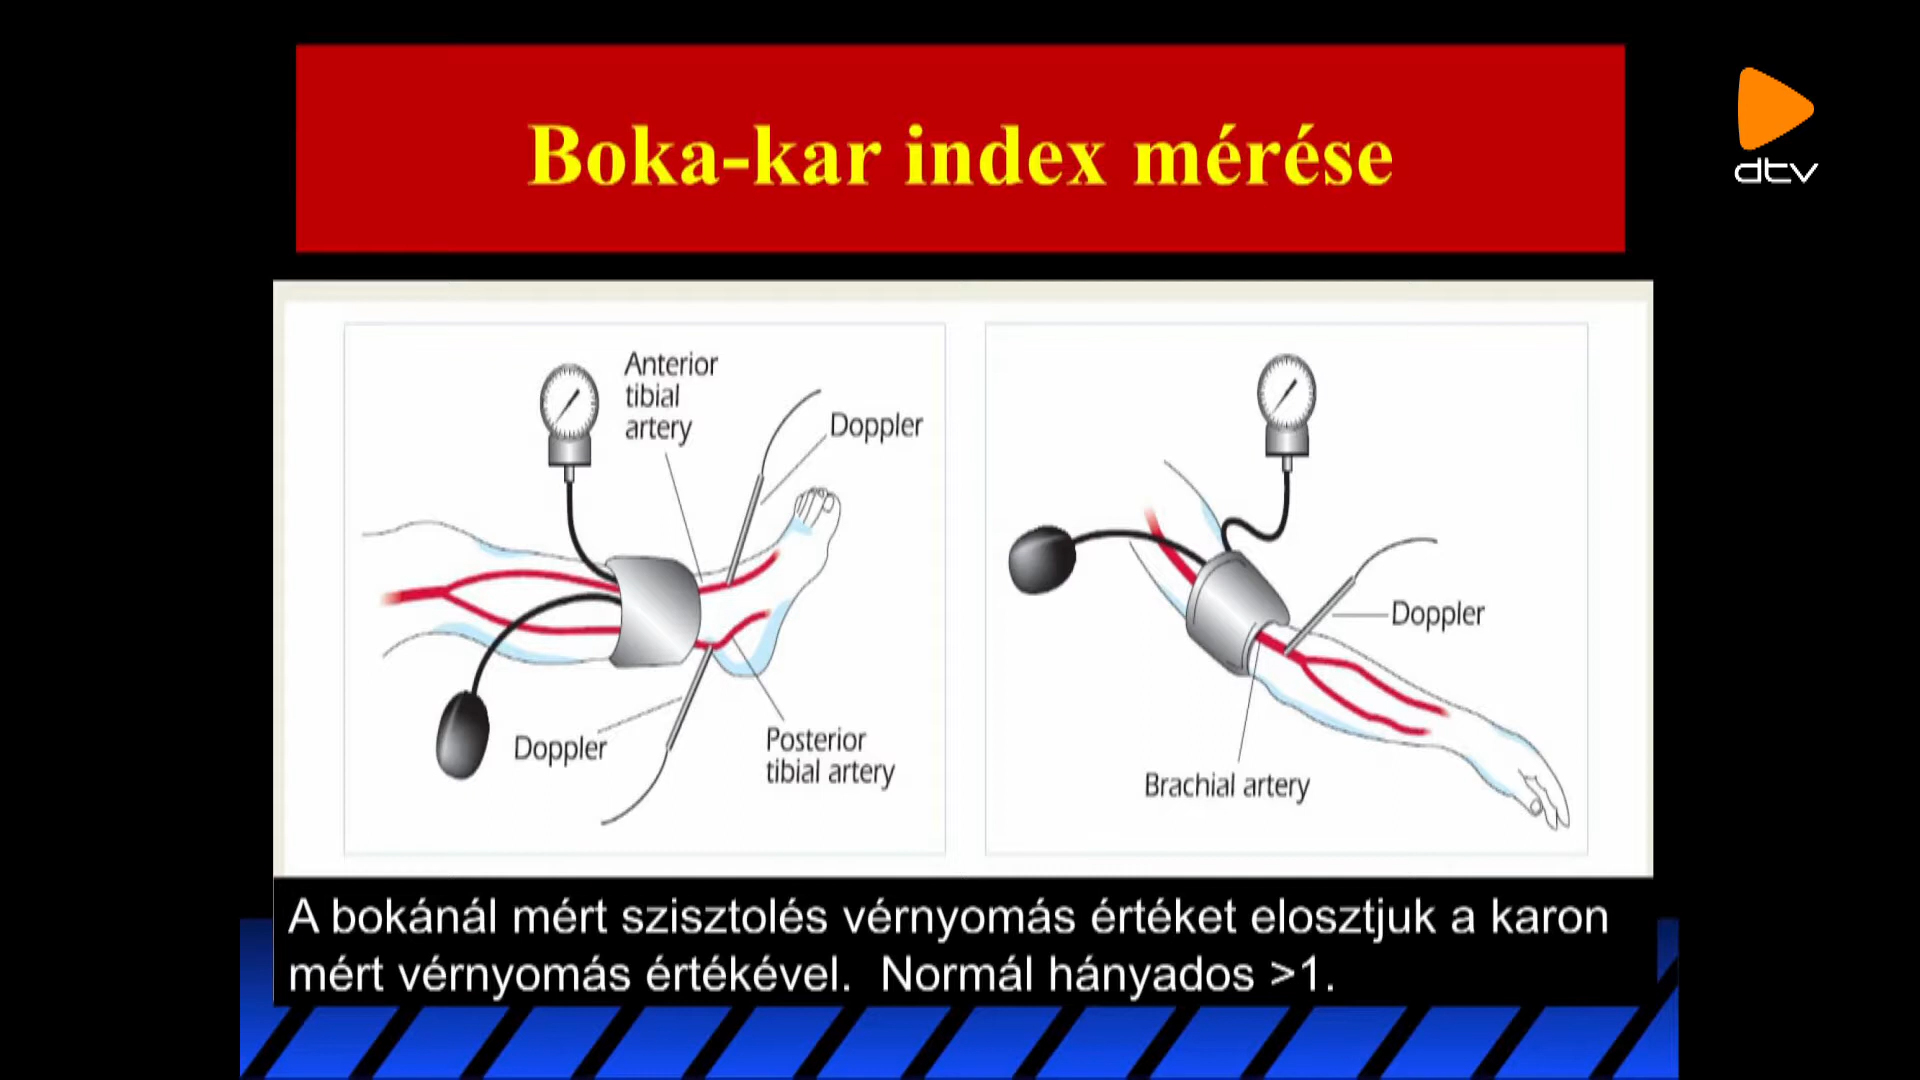 Boka-kar index mérése
dtv
Anterior
tibial
artery
Doppler
Doppler
Posterior
tibial artery
Doppler
Brachial artery
A bokánál mért szisztolés vérnyomás értéket elosztjuk a karon
mért vérnyomás értékével.  Normál hányados >1.